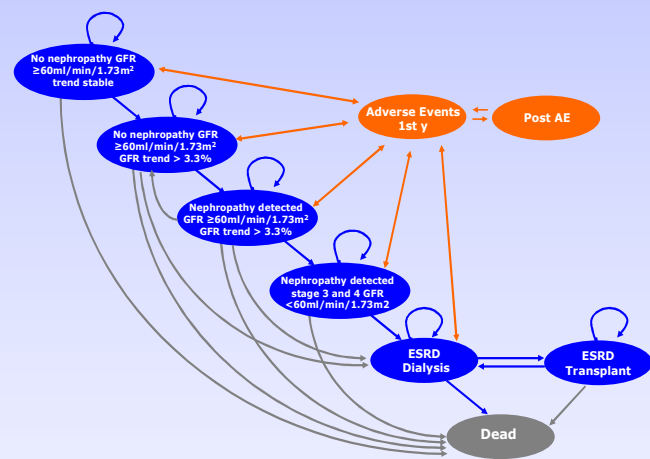 No nephropathy GFR
≥60ml/min/1.73m²
trend stable
Adverse Events
1st y
Post AE
No nephropathy GFR
≥60ml/min/1.73m²
GFR trend > 3.3%
Nephropathy detected
GFR ≥60ml/min/1.73m²
GFR trend > 3.3%
Nephropathy detected
stage 3 and 4 GFR
<60ml/min/1.73m2
ESRD
Dialysis
ESRD
Transplant
Dead